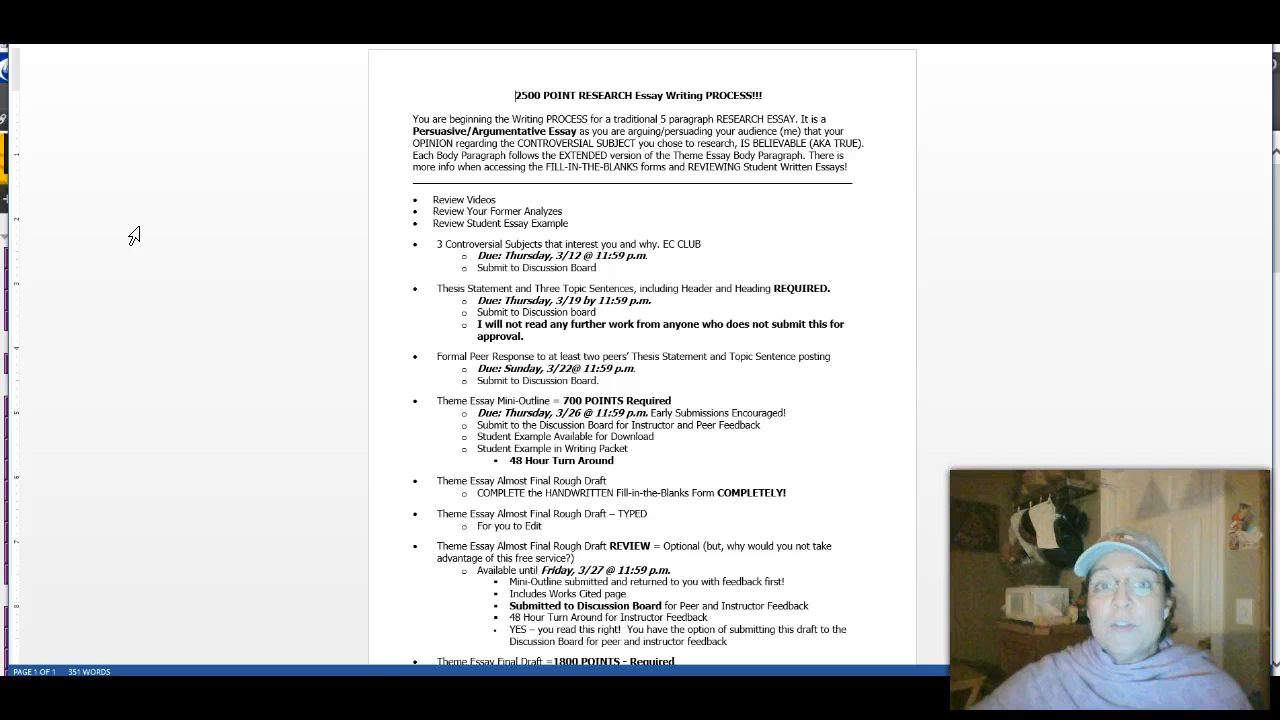 2500 POINT RESEARCH Essay Writing PROCESS!!!
You are beginning the Writing PROCESS for a traditional 5 paragraph RESEARCH ESSAY. It is a
Persuasive/Argumentative Essay as you are arguing/persuading your audience (me) that your
OPINION regarding the CONTROVERSIAL SUBJECT you chose to research, IS BELIEVABLE (AKA TRUE).
Each Body Paragraph follows the EXTENDED version of the Theme Essay Body Paragraph. There is
more info when accessing the FILL-IN-THE-BLANKS forms and REVIEWING Student Written Essays!
• Review Videos
• Review Your Former Analyzes
• Review Student Essay Example
• 3 Controversial Subjects that interest you and why. EC CLUB
o Due: Thursday, 3/12 @ 11:59 p.m.
o Submit to Discussion Board
• Thesis Statement and Three Topic Sentences, including Header and Heading REQUIRED.
o Due: Thursday, 3/19 by 11:59 p.m.
o Submit to Discussion board
o I will not read any further work from anyone who does not submit this for
approval.
• Formal Peer Response to at least two peers' Thesis Statement and Topic Sentence posting
o Due: Sunday, 3/22@ 11:59 p.m.
o Submit to Discussion Board.
• Theme Essay Mini-Outline = 700 POINTS Required
o Due: Thursday, 3/26 @ 11:59 p.m. Early Submissions Encouraged!
o Submit to the Discussion Board for Instructor and Peer Feedback
o Student Example Available for Download
o Student Example in Writing Packet
▪ 48 Hour Turn Around
• Theme Essay Almost Final Rough Draft
o COMPLETE the HANDWRITTEN Fill-in-the-Blanks Form COMPLETELY!
• Theme Essay Almost Final Rough Draft – TYPED
o For you to Edit
• Theme Essay Almost Final Rough Draft REVIEW = Optional (but, why would you not take
advantage of this free service?)
o Available until Friday, 3/27 @ 11:59 p.m.
▪ Mini-Outline submitted and returned to you with feedback first!
▪ Includes Works Cited page
▪ Submitted to Discussion Board for Peer and Instructor Feedback
▪ 48 Hour Turn Around for Instructor Feedback
▪ YES – you read this right! You have the option of submitting this draft to the
Discussion Board for peer and instructor feedback
• Theme Essay Final Draft =1800 POINTS - Required
PAGE 1 OF 1 351 WORDS